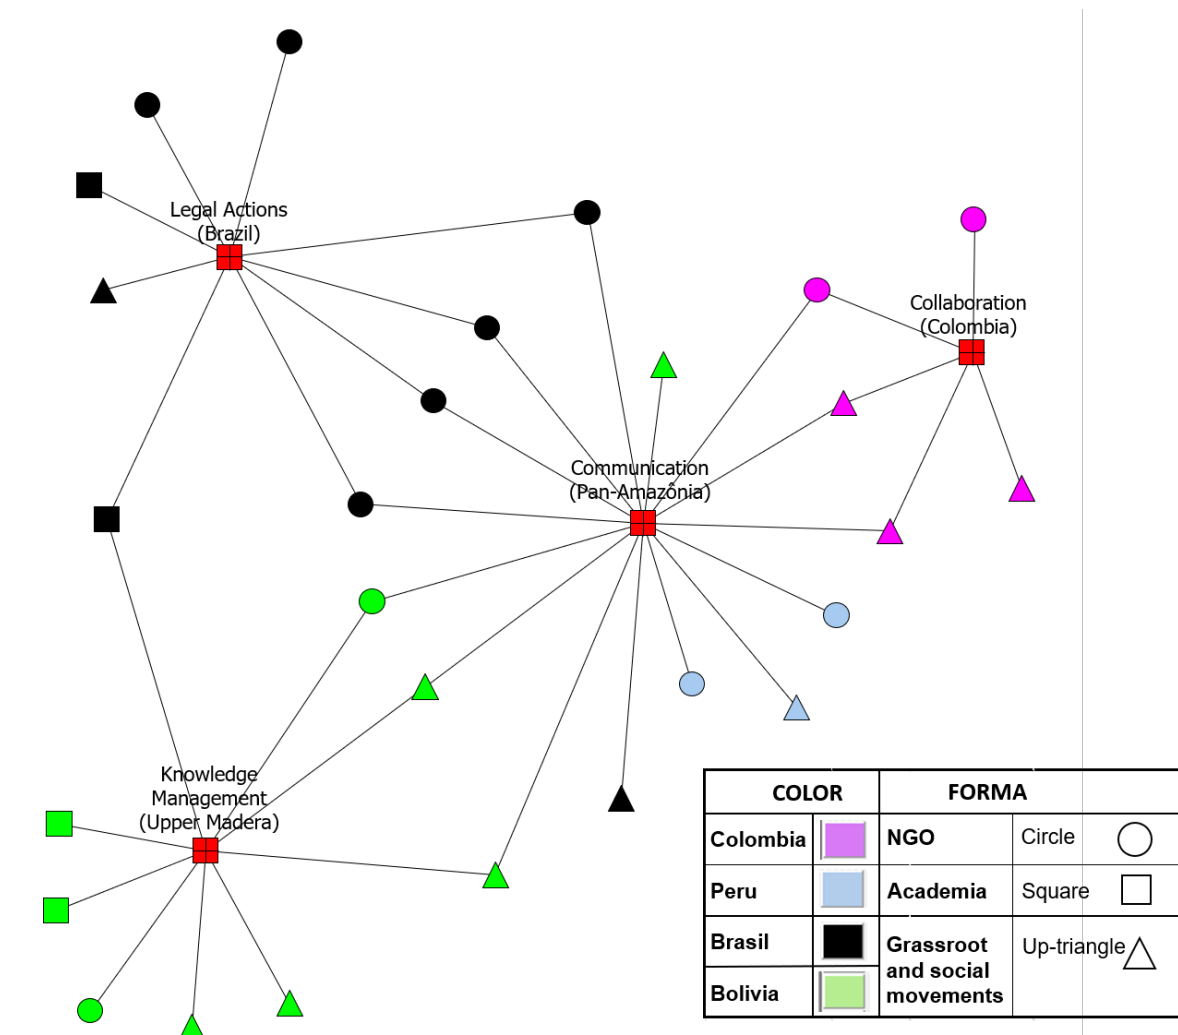 Legal Actions
(Brazil)
Collaboration
(Colombia)
Communication
(Pan-Amazônia)
Knowledge
Management
(Upper Madera)
COLOR FORMA
Colombia NGO Circle
Peru Academia Square
Brasil Grassroot and social movements Up-triangle
Bolivia